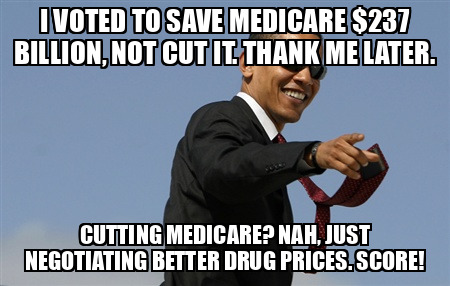 I VOTED TO SAVE MEDICARE $237
BILLION, NOT CUT IT. THANK ME LATER.
CUTTING MEDICARE? NAH, JUST
NEGOTIATING BETTER DRUG PRICES. SCORE!